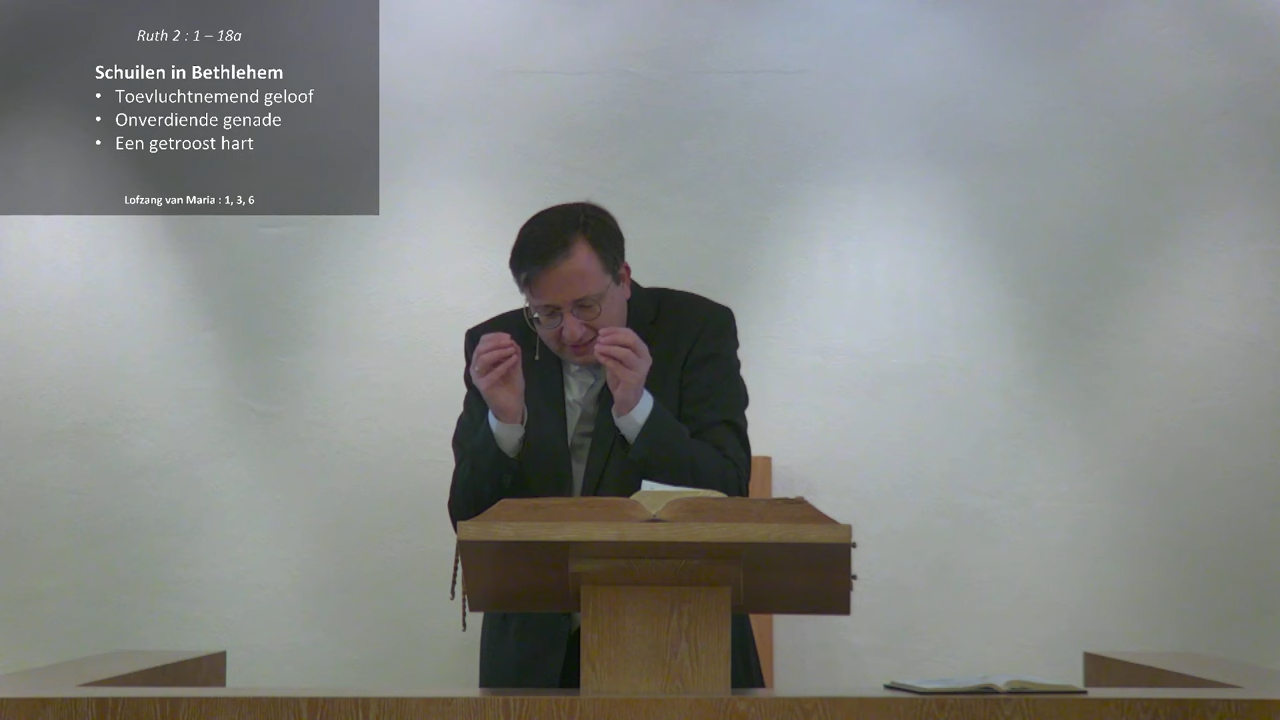 Ruth 2 : 1 – 18a
Schuilen in Bethlehem
• Toevluchtnemend geloof
• Onverdiende genade
• Een getroost hart
Lofzang van Maria : 1, 3, 6